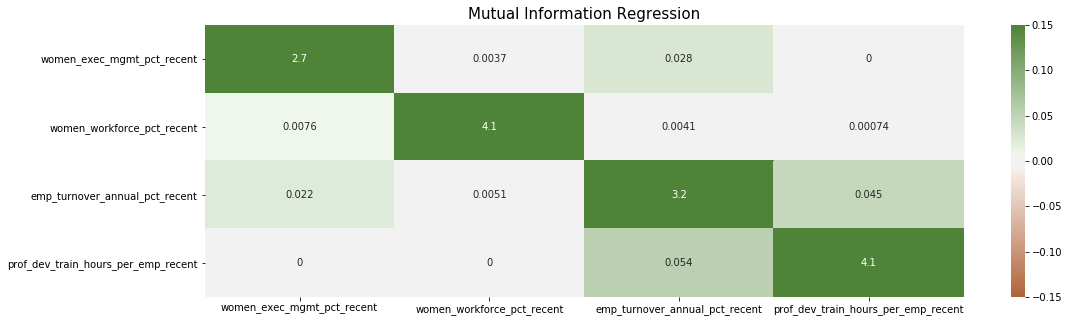 Mutual Information Regression
women_exec_mgmt_pct_recent
2.7
0.0037
0.028
0
women_workforce_pct_recent
0.0076
4.1
0.0041
0.00074
emp_turnover_annual_pct_recent
0.022
0.0051
3.2
0.045
prof_dev_train_hours_per_emp_recent
0
0
0.054
4.1
women_exec_mgmt_pct_recent
women_workforce_pct_recent
emp_turnover_annual_pct_recent
prof_dev_train_hours_per_emp_recent
0.15
0.10
0.05
0.00
−0.05
−0.10
−0.15